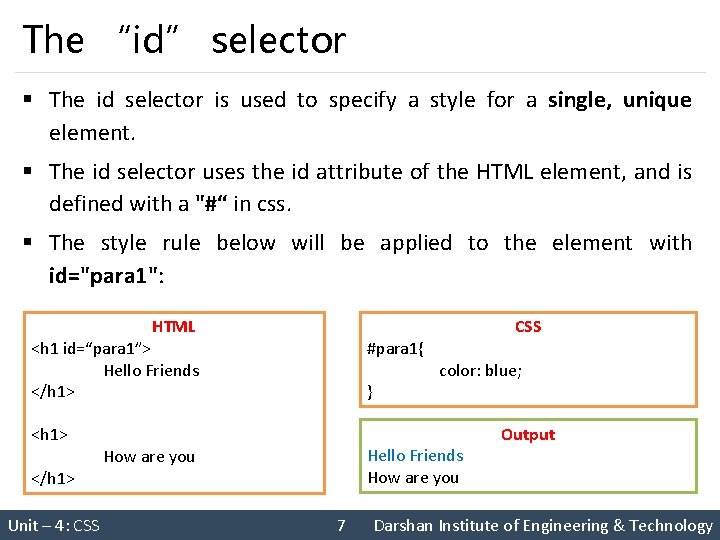 The “id” selector
▪ The id selector is used to specify a style for a single, unique
element.
▪ The id selector uses the id attribute of the HTML element, and is
defined with a "#“ in css.
▪ The style rule below will be applied to the element with
id="para1":
HTML
<h1 id=“para1”>
Hello Friends
</h1>
<h1>
How are you
</h1>
CSS
#para1{
color: blue;
}
Output
Hello Friends
How are you
Unit – 4: CSS
7
Darshan Institute of Engineering & Technology